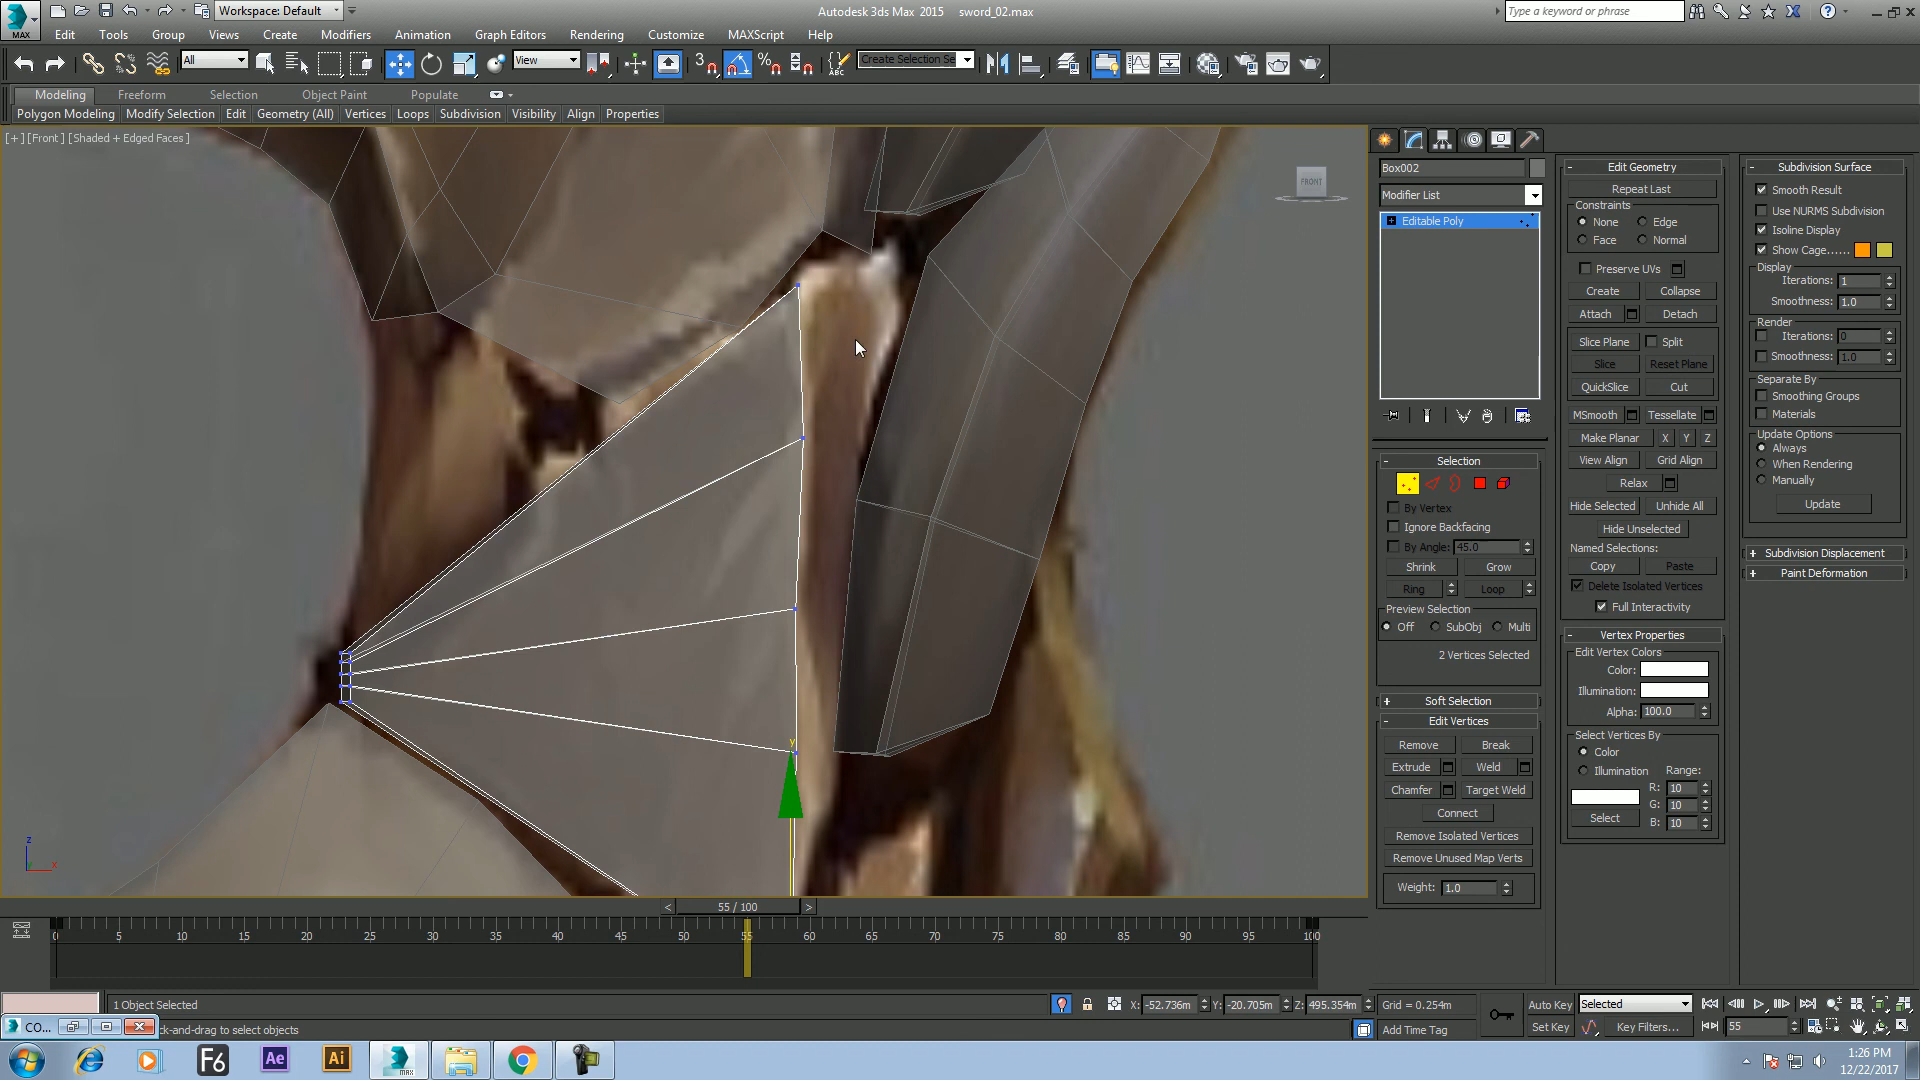 Workspace: Default
Autodesk 3ds Max 2015 sword_02.max
Type a keyword or phrase
MAX
Edit Tools Group Views Create Modifiers Animation Graph Editors Rendering Customize MAXScript Help
All View 3 % ABC Create Selection Se
Modeling Freeform Selection Object Paint Populate
Polygon Modeling Modify Selection Edit Geometry (All) Vertices Loops Subdivision Visibility Align Properties
[+] [Front] [Shaded + Edged Faces]
FRONT
y
z
x
Box002
Modifier List
Editable Poly
- Selection
By Vertex
Ignore Backfacing
By Angle: 45.0
Shrink Grow
Ring Loop
Preview Selection
Off SubObj Multi
2 Vertices Selected
+ Soft Selection
- Edit Vertices
Remove Break
Extrude Weld
Chamfer Target Weld
Connect
Remove Isolated Vertices
Remove Unused Map Verts
Weight: 1.0
- Edit Geometry
Repeat Last
Constraints
None Edge
Face Normal
Preserve UVs
Create Collapse
Attach Detach
Slice Plane Split
Slice Reset Plane
QuickSlice Cut
MSmooth Tessellate
Make Planar X Y Z
View Align Grid Align
Relax
Hide Selected Unhide All
Hide Unselected
Named Selections:
Copy Paste
Delete Isolated Vertices
Full Interactivity
- Vertex Properties
Edit Vertex Colors
Color:
Illumination:
Alpha: 100.0
Select Vertices By
Color
Illumination Range:
R: 10
G: 10
Select B: 10
- Subdivision Surface
Smooth Result
Use NURMS Subdivision
Isoline Display
Show Cage......
Display
Iterations: 1
Smoothness: 1.0
Render
Iterations: 0
Smoothness: 1.0
Separate By
Smoothing Groups
Materials
Update Options
Always
When Rendering
Manually
Update
+ Subdivision Displacement
+ Paint Deformation
< 55 / 100 >
0 5 10 15 20 25 30 35 40 45 50 55 60 65 70 75 80 85 90 95 100
1 Object Selected X: -52.736m Y: -20.705m Z: 495.354m Grid = 0.254m Auto Key Selected
CO... ck-and-drag to select objects Add Time Tag Set Key Key Filters... 55
F6 Ae Ai MAX
1:26 PM
12/22/2017